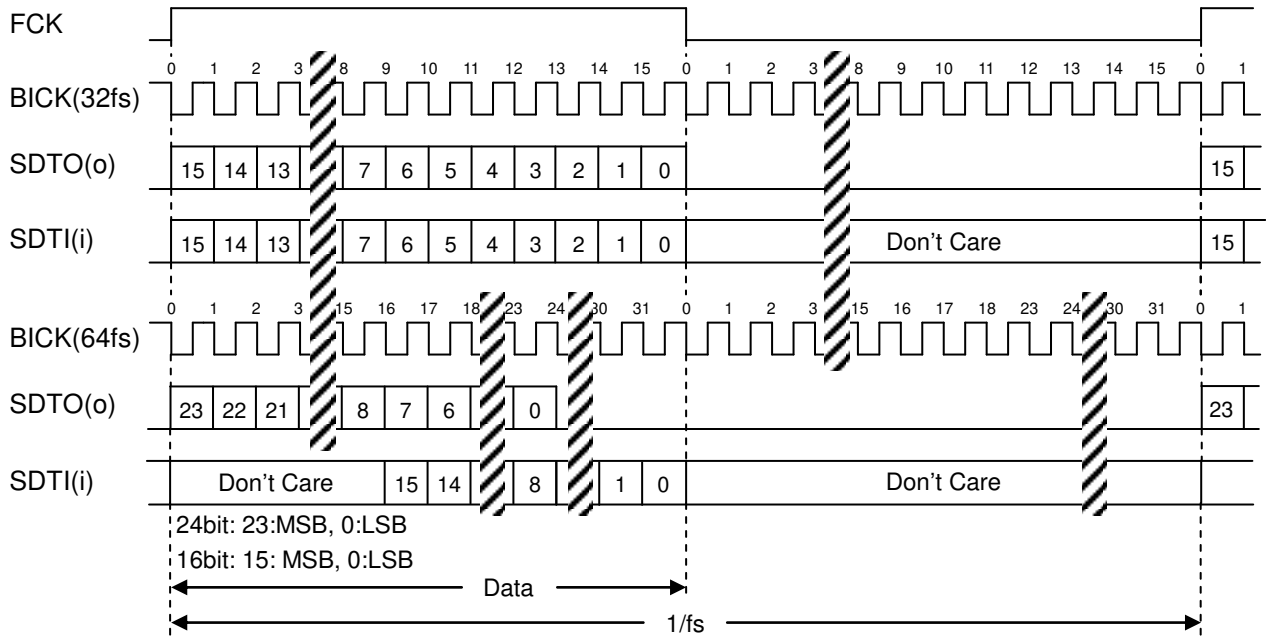 FCK
0 1 2 3 8 9 10 11 12 13 14 15 0 1 2 3 8 9 10 11 12 13 14 15 0 1
BICK(32fs)
SDTO(o) 15 14 13 7 6 5 4 3 2 1 0 15
SDTI(i) 15 14 13 7 6 5 4 3 2 1 0 Don't Care 15
0 1 2 3 15 16 17 18 23 24 30 31 0 1 2 3 15 16 17 18 23 24 30 31 0 1
BICK(64fs)
SDTO(o) 23 22 21 8 7 6 0 23
SDTI(i) Don't Care 15 14 8 1 0 Don't Care
24bit: 23:MSB, 0:LSB
16bit: 15: MSB, 0:LSB
Data
1/fs